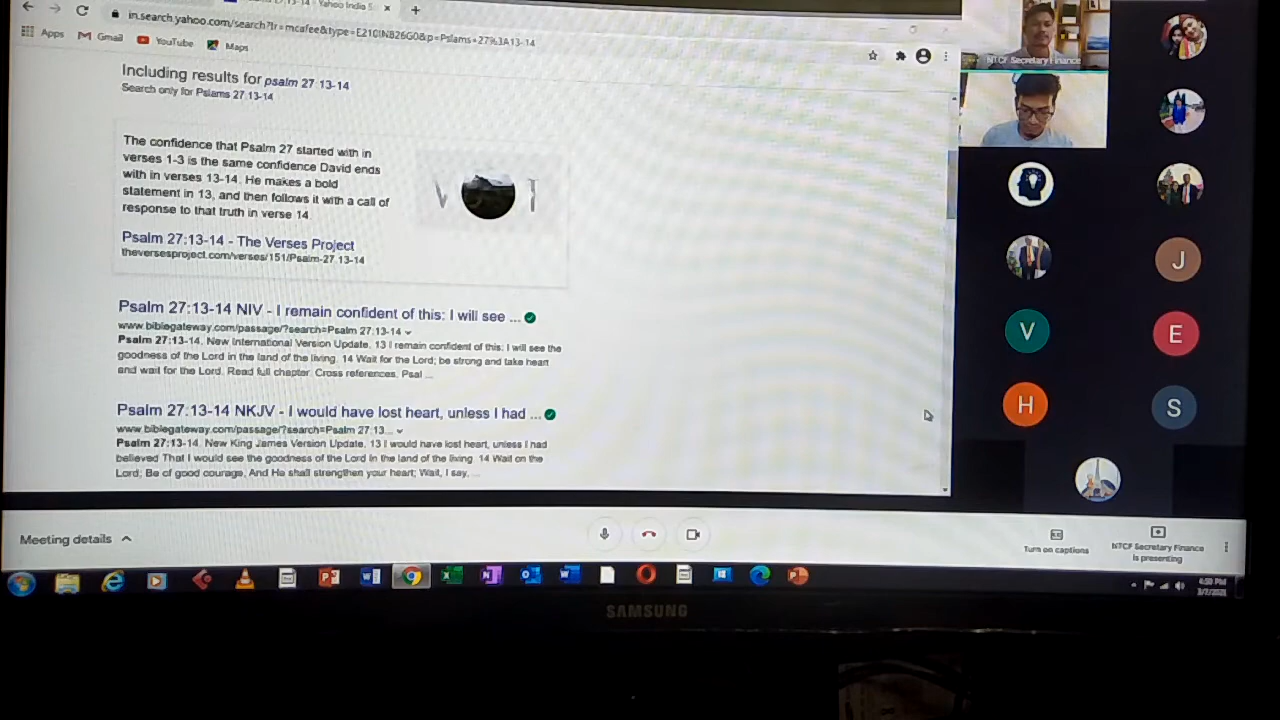 Yahoo India S
in.search.yahoo.com/search?lr=mcafee&type=E210IN826G0&p=Pslams+27%3A13-14
Apps Gmail YouTube Maps
Including results for psalm 27:13-14
Search only for Pslams 27:13-14
The confidence that Psalm 27 started with in
verses 1-3 is the same confidence David ends
with in verses 13-14. He makes a bold
statement in 13, and then follows it with a call of
response to that truth in verse 14.
Psalm 27:13-14 - The Verses Project
theversesproject.com/verses/151/Psalm-27.13-14
Psalm 27:13-14 NIV - I remain confident of this: I will see ...
www.biblegateway.com/passage/?search=Psalm 27:13-14
Psalm 27:13-14. New International Version Update. 13 I remain confident of this: I will see the
goodness of the Lord in the land of the living. 14 Wait for the Lord; be strong and take heart
and wait for the Lord. Read full chapter. Cross references. Psal ...
Psalm 27:13-14 NKJV - I would have lost heart, unless I had ...
www.biblegateway.com/passage/?search=Psalm 27:13...
Psalm 27:13-14. New King James Version Update. 13 I would have lost heart, unless I had
believed That I would see the goodness of the Lord in the land of the living. 14 Wait on the
Lord; Be of good courage, And He shall strengthen your heart; Wait, I say, ...
NTCF Secretary Finance
J
V
E
H
S
Meeting details
Turn on captions
NTCF Secretary Finance
is presenting
4:50 PM
SAMSUNG